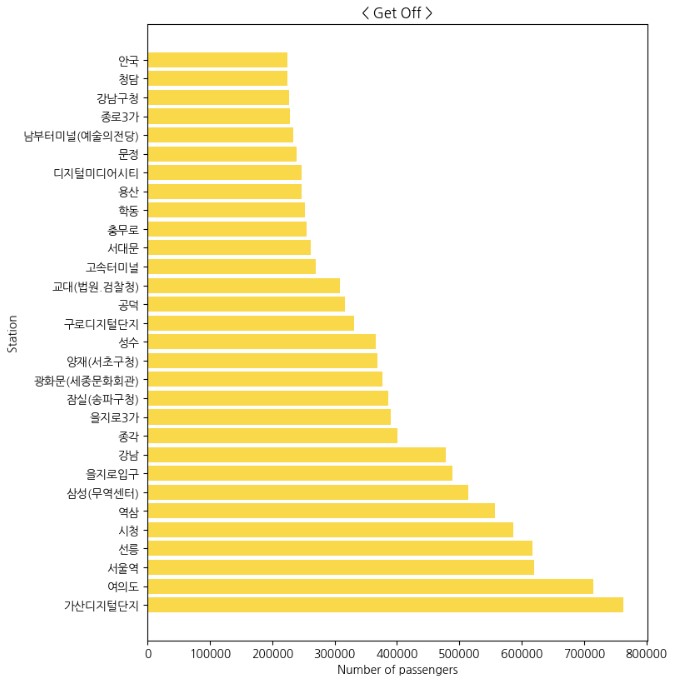 < Get Off >
안국
청담
강남구청
종로3가
남부터미널(예술의전당)
문정
디지털미디어시티
용산
학동
충무로
서대문
고속터미널
교대(법원.검찰청)
공덕
구로디지털단지
성수
양재(서초구청)
광화문(세종문화회관)
잠실(송파구청)
을지로3가
종각
강남
을지로입구
삼성(무역센터)
역삼
시청
선릉
서울역
여의도
가산디지털단지
Station
0 100000 200000 300000 400000 500000 600000 700000 800000
Number of passengers